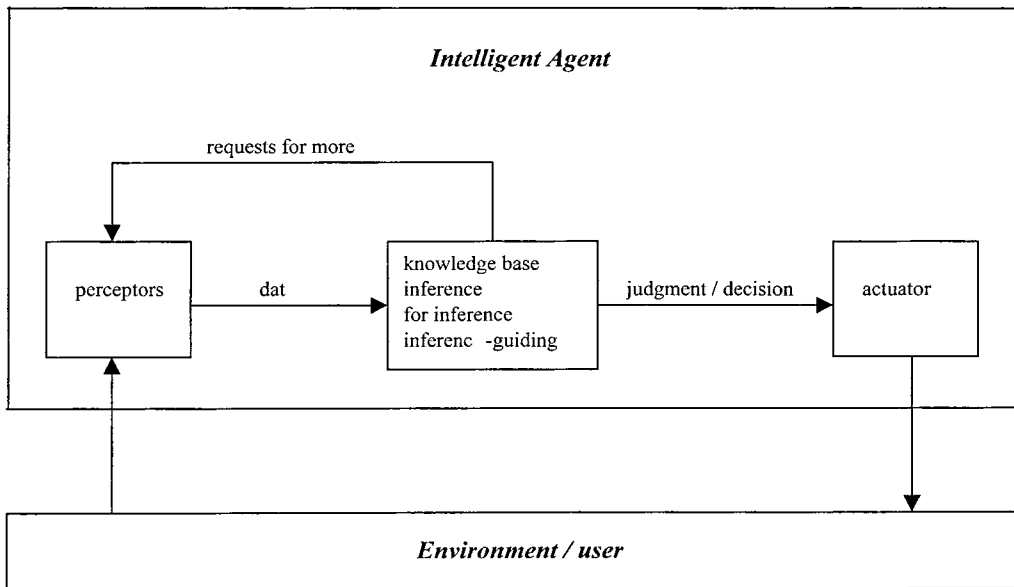 Intelligent Agent
requests for more
perceptors
dat
knowledge base
inference
for inference
inferenc -guiding
judgment / decision
actuator
Environment / user